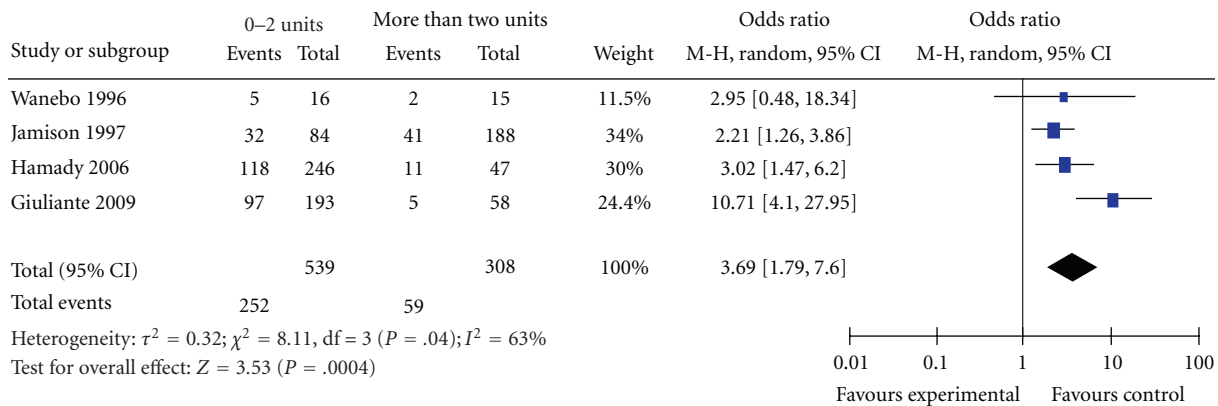 0–2 units More than two units Odds ratio Odds ratio
Study or subgroup Events Total Events Total Weight M-H, random, 95% CI M-H, random, 95% CI
Wanebo 1996 5 16 2 15 11.5% 2.95 [0.48, 18.34]
Jamison 1997 32 84 41 188 34% 2.21 [1.26, 3.86]
Hamady 2006 118 246 11 47 30% 3.02 [1.47, 6.2]
Giuliante 2009 97 193 5 58 24.4% 10.71 [4.1, 27.95]
Total (95% CI) 539 308 100% 3.69 [1.79, 7.6]
Total events 252 59
Heterogeneity: τ² = 0.32; χ² = 8.11, df = 3 (P = .04); I² = 63%
Test for overall effect: Z = 3.53 (P = .0004)
0.01 0.1 1 10 100
Favours experimental Favours control